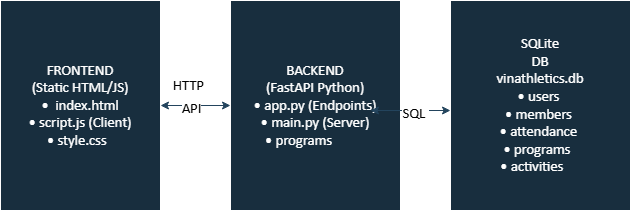 FRONTEND
(Static HTML/JS)
• index.html
• script.js (Client)
• style.css
HTTP
API
BACKEND
(FastAPI Python)
• app.py (Endpoints)
• main.py (Server)
• programs
SQL
SQLite
DB
vinathletics.db
• users
• members
• attendance
• programs
• activities